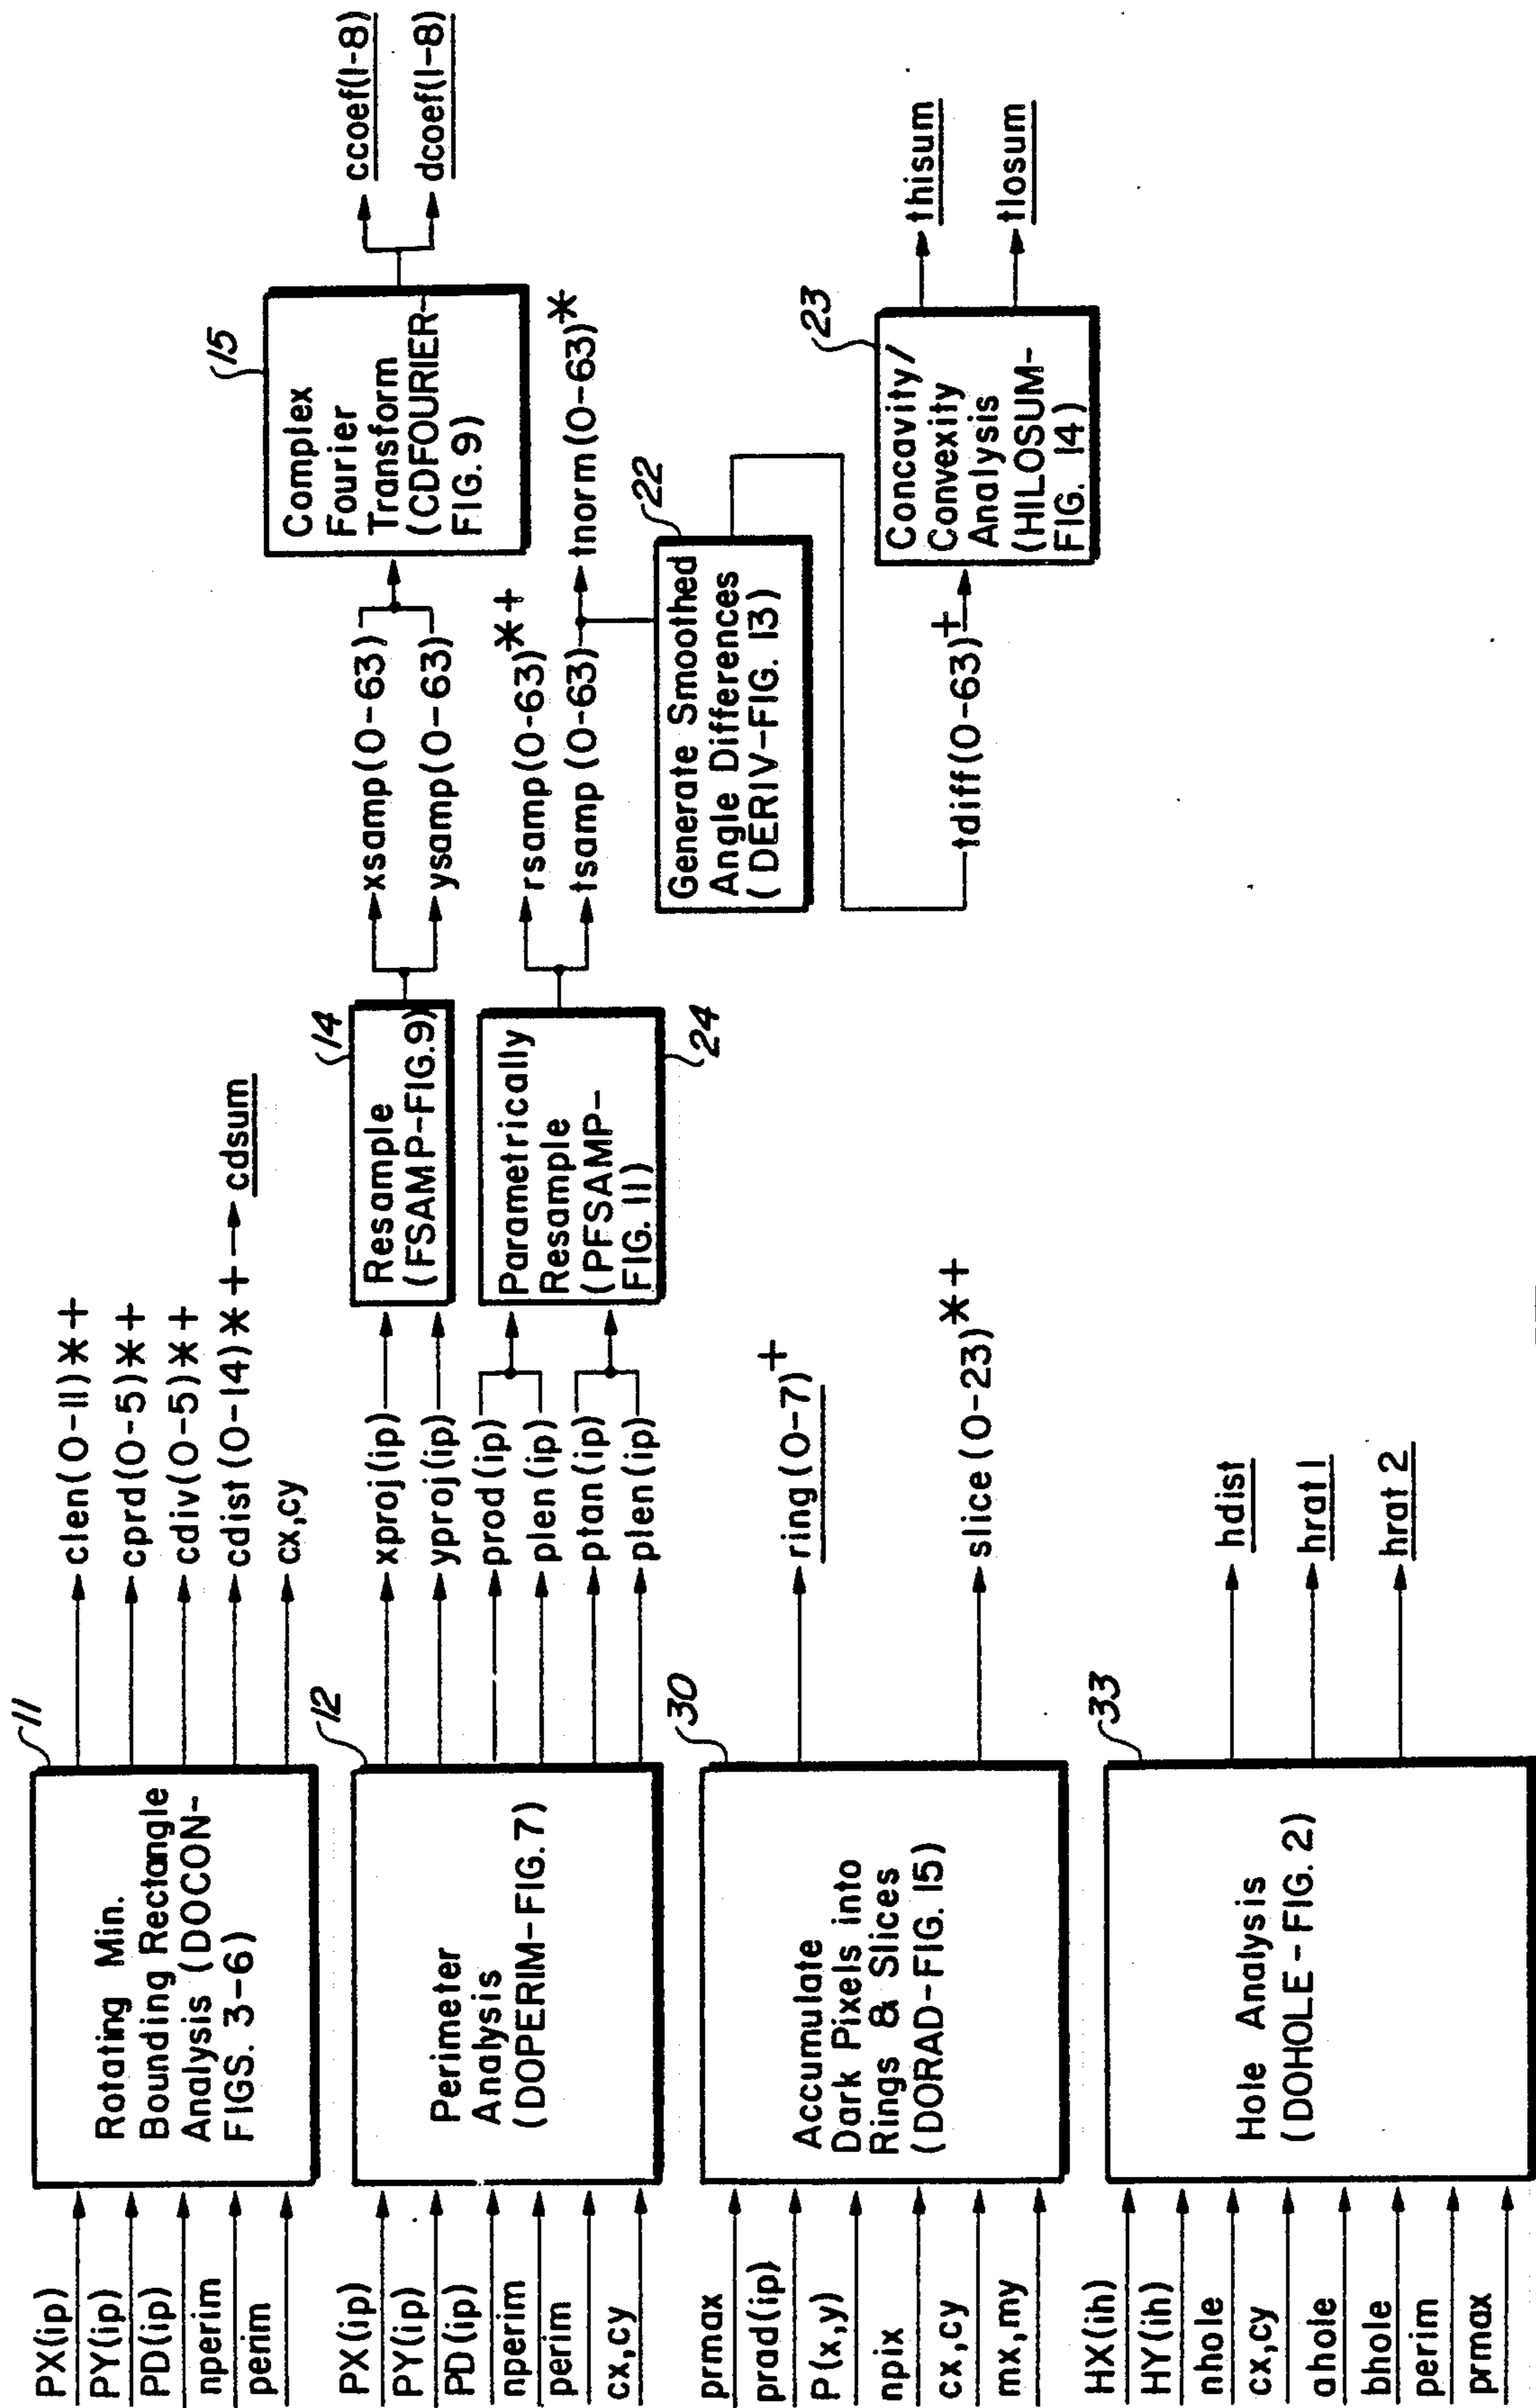 PX(ip)
PY(ip)
PD(ip)
nperim
perim
11
Rotating Min.
Bounding Rectangle
Analysis (DOCON-
FIGS. 3-6)
clen(0-11)*+
cprd(0-5)*+
cdiv(0-5)*+
cdist(0-14)*+
cdsum
cx,cy
PX(ip)
PY(ip)
PD(ip)
nperim
perim
cx,cy
12
Perimeter
Analysis
(DOPERIM-FIG. 7)
xproj(ip)
yproj(ip)
prad(ip)
plen(ip)
ptan(ip)
plen(ip)
14
Resample
(FSAMP-FIG.9)
24
Parametrically
Resample
(PFSAMP-
FIG. 11)
xsamp(0-63)
ysamp(0-63)
rsamp(0-63)*+
tsamp(0-63)
tnorm(0-63)*
15
Complex
Fourier
Transform
(CDFOURIER-
FIG.9)
ccoef(1-8)
dcoef(1-8)
22
Generate Smoothed
Angle Differences
(DERIV-FIG. 13)
tdiff(0-63)+
23
Concavity/
Convexity
Analysis
(HILOSUM-
FIG. 14)
thisum
tlosum
prmax
prad(ip)
P(x,y)
npix
cx,cy
mx,my
30
Accumulate
Dark Pixels into
Rings & Slices
(DORAD-FIG. 15)
ring(0-7)+
slice(0-23)*+
HX(ih)
HY(ih)
nhole
cx,cy
ahole
bhole
perim
prmax
33
Hole Analysis
(DOHOLE-FIG. 2)
hdist
hrat1
hrat 2